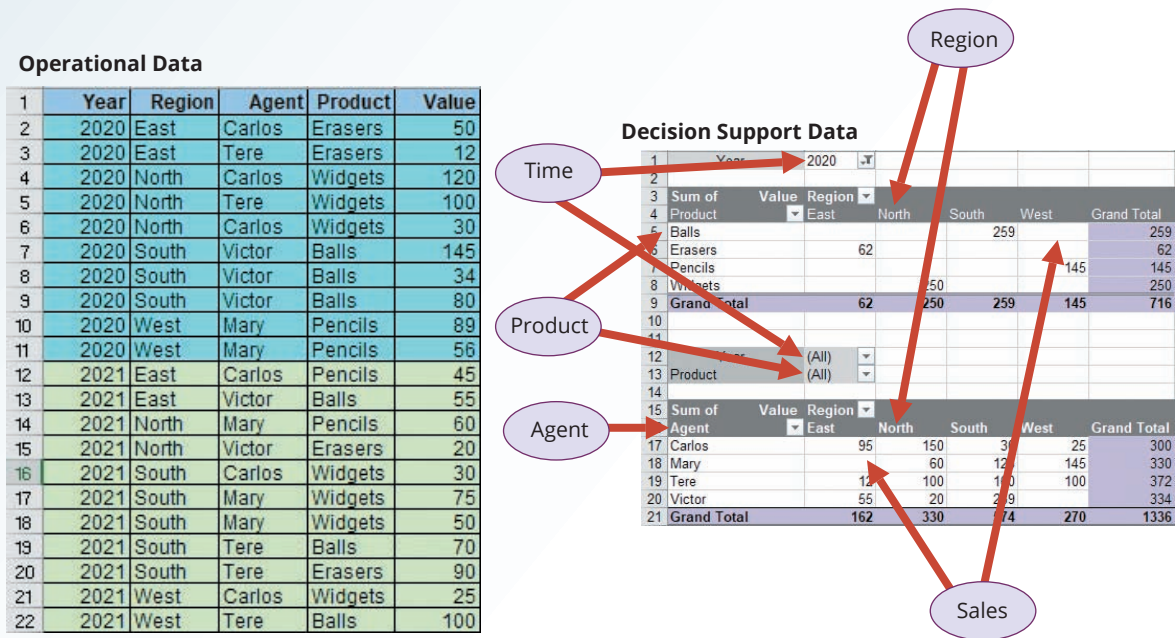 Operational Data
1 Year Region Agent Product Value
2 2020 East Carlos Erasers 50
3 2020 East Tere Erasers 12
4 2020 North Carlos Widgets 120
5 2020 North Tere Widgets 100
6 2020 North Carlos Widgets 30
7 2020 South Victor Balls 145
8 2020 South Victor Balls 34
9 2020 South Victor Balls 80
10 2020 West Mary Pencils 89
11 2020 West Mary Pencils 56
12 2021 East Carlos Pencils 45
13 2021 East Victor Balls 55
14 2021 North Mary Pencils 60
15 2021 North Victor Erasers 20
16 2021 South Carlos Widgets 30
17 2021 South Mary Widgets 75
18 2021 South Mary Widgets 50
19 2021 South Tere Balls 70
20 2021 South Tere Erasers 90
21 2021 West Carlos Widgets 25
22 2021 West Tere Balls 100
Region
Decision Support Data
Time
Product
Agent
Sales
1 Year 2020
2
3 Sum of Value Region
4 Product East North South West Grand Total
5 Balls 259 259
6 Erasers 62 62
7 Pencils 145 145
8 Widgets 250 250
9 Grand Total 62 250 259 145 716
10
11
12 Year (All)
13 Product (All)
14
15 Sum of Value Region
Agent East North South West Grand Total
17 Carlos 95 150 25 300
18 Mary 60 145 330
19 Tere 12 100 100 372
20 Victor 55 20 334
21 Grand Total 162 330 270 1336